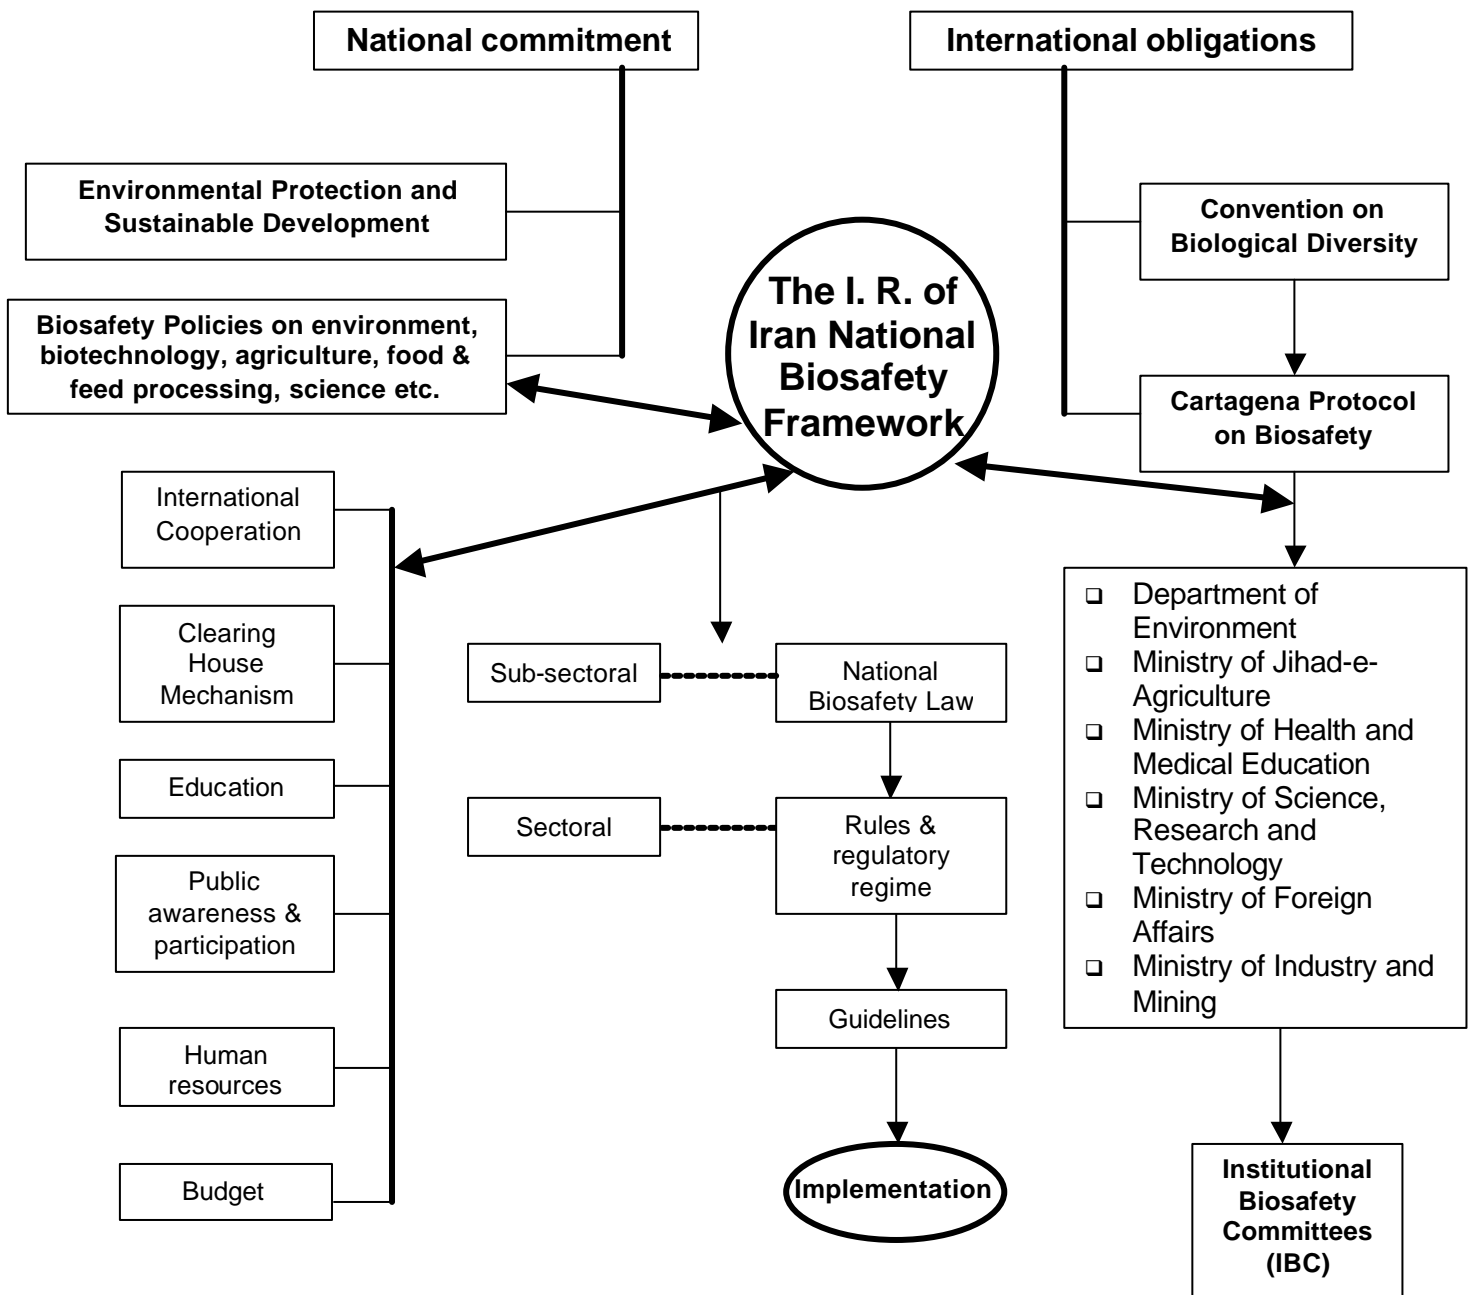 National commitment
International obligations
Environmental Protection and
Sustainable Development
Convention on
Biological Diversity
The I. R. of
Iran National
Biosafety
Framework
Biosafety Policies on environment,
biotechnology, agriculture, food &
feed processing, science etc.
Cartagena Protocol
on Biosafety
International
Cooperation
Clearing
House
Mechanism
Education
Public
awareness &
participation
Human
resources
Budget
Sub-sectoral
National
Biosafety Law
Sectoral
Rules &
regulatory
regime
Guidelines
Implementation
❑ Department of
Environment
❑ Ministry of Jihad-e-
Agriculture
❑ Ministry of Health and
Medical Education
❑ Ministry of Science,
Research and
Technology
❑ Ministry of Foreign
Affairs
❑ Ministry of Industry and
Mining
Institutional
Biosafety
Committees
(IBC)